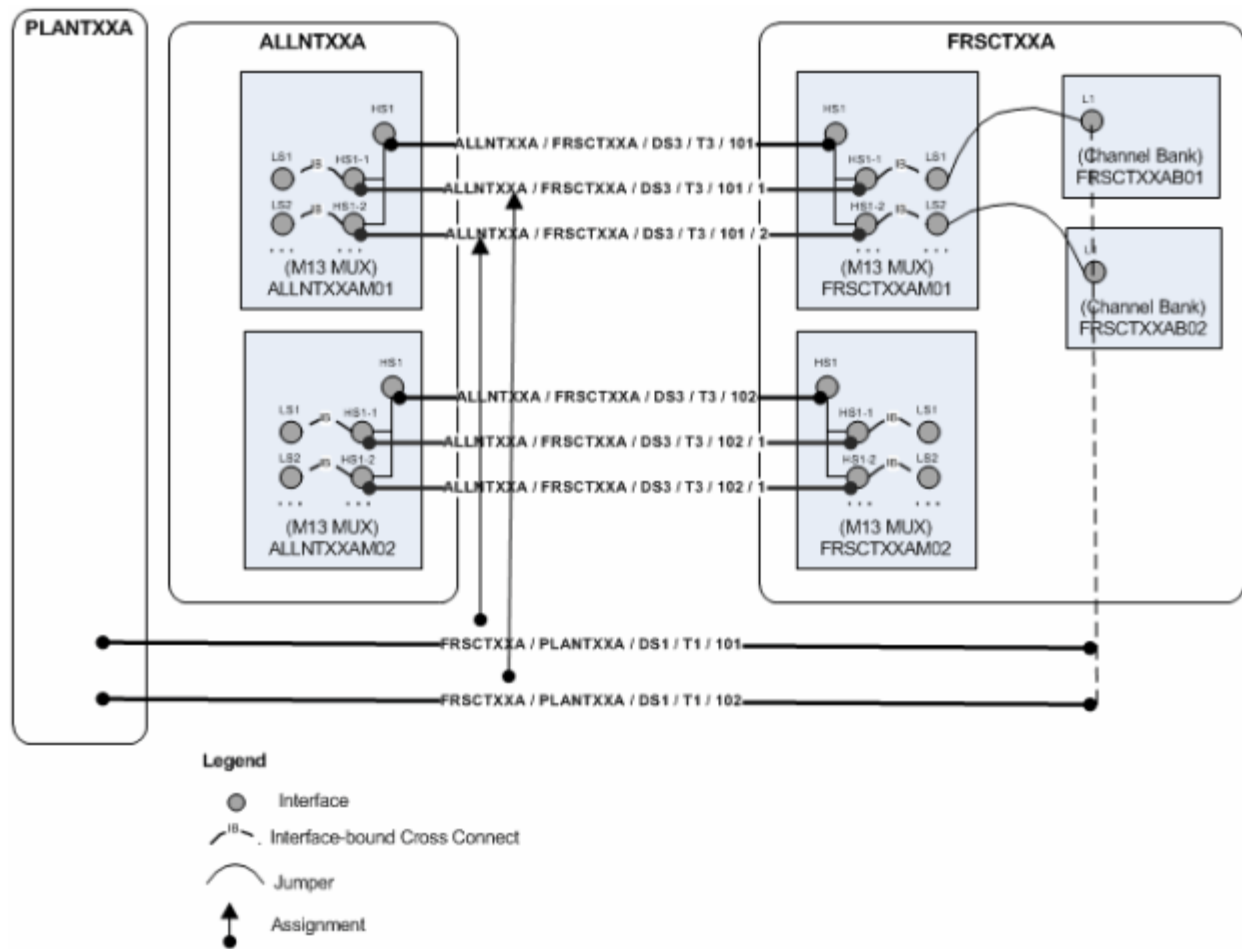 PLANTXXA
ALLNTXXA
FRSCTXXA
HS1
LS1
IB
HS1-1
LS2
IB
HS1-2
...
...
(M13 MUX)
ALLNTXXAM01
ALLNTXXA / FRSCTXXA / DS3 / T3 / 101
ALLNTXXA / FRSCTXXA / DS3 / T3 / 101 / 1
ALLNTXXA / FRSCTXXA / DS3 / T3 / 101 / 2
HS1
HS1-1
IB
LS1
HS1-2
IB
LS2
...
...
(M13 MUX)
FRSCTXXAM01
L1
(Channel Bank)
FRSCTXXAB01
(Channel Bank)
FRSCTXXAB02
HS1
LS1
IB
HS1-1
LS2
IB
HS1-2
...
...
(M13 MUX)
ALLNTXXAM02
ALLNTXXA / FRSCTXXA / DS3 / T3 / 102
ALLNTXXA / FRSCTXXA / DS3 / T3 / 102 / 1
ALLNTXXA / FRSCTXXA / DS3 / T3 / 102 / 1
HS1
HS1-1
IB
LS1
HS1-2
IB
LS2
...
...
(M13 MUX)
FRSCTXXAM02
FRSCTXXA / PLANTXXA / DS1 / T1 / 101
FRSCTXXA / PLANTXXA / DS1 / T1 / 102
Legend
Interface
IB
Interface-bound Cross Connect
Jumper
Assignment